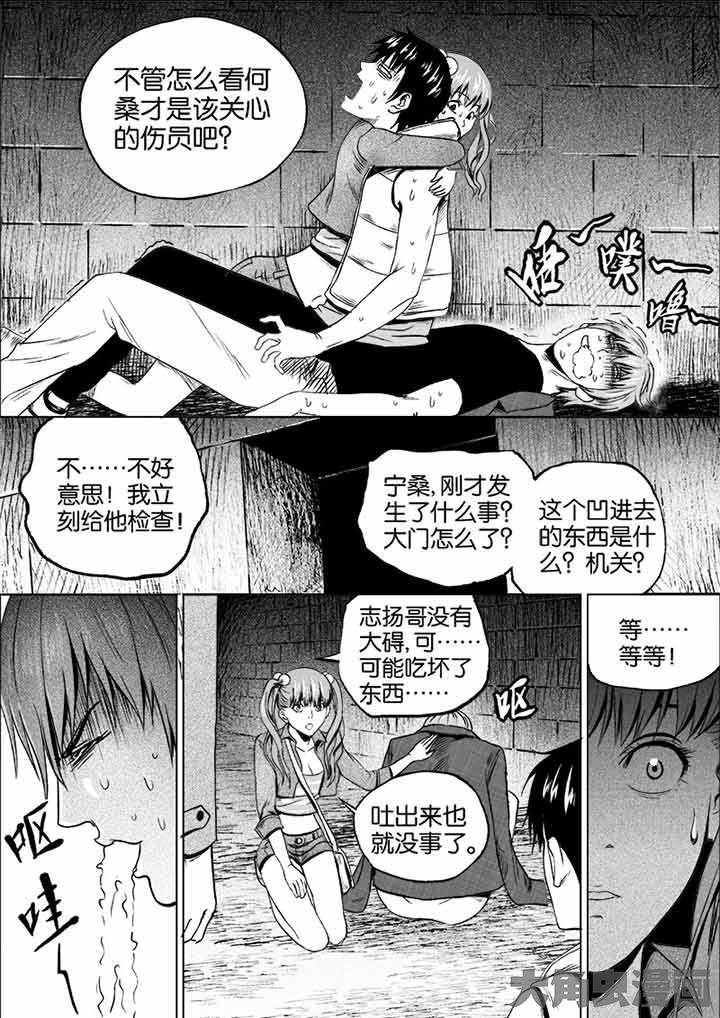 不管怎么看何
桑才是该关心
的伤员吧？
唔～
噗～
噜～
不……不好
意思！我立
刻给他检查！
宁桑，刚才发
生了什么事？
大门怎么了？
这个凹进去
的东西是什
么？机关？
呕
哇～
志扬哥没有
大碍，可……
可能吃坏了
东西……
呕
吐出来也
就没事了。
等……
等等！
大角虫漫画